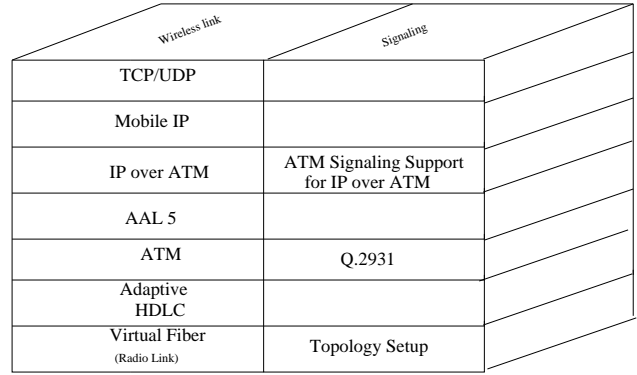 Wireless link
Signaling
TCP/UDP
Mobile IP
IP over ATM
ATM Signaling Support
for IP over ATM
AAL 5
ATM
Q.2931
Adaptive
HDLC
Virtual Fiber
(Radio Link)
Topology Setup